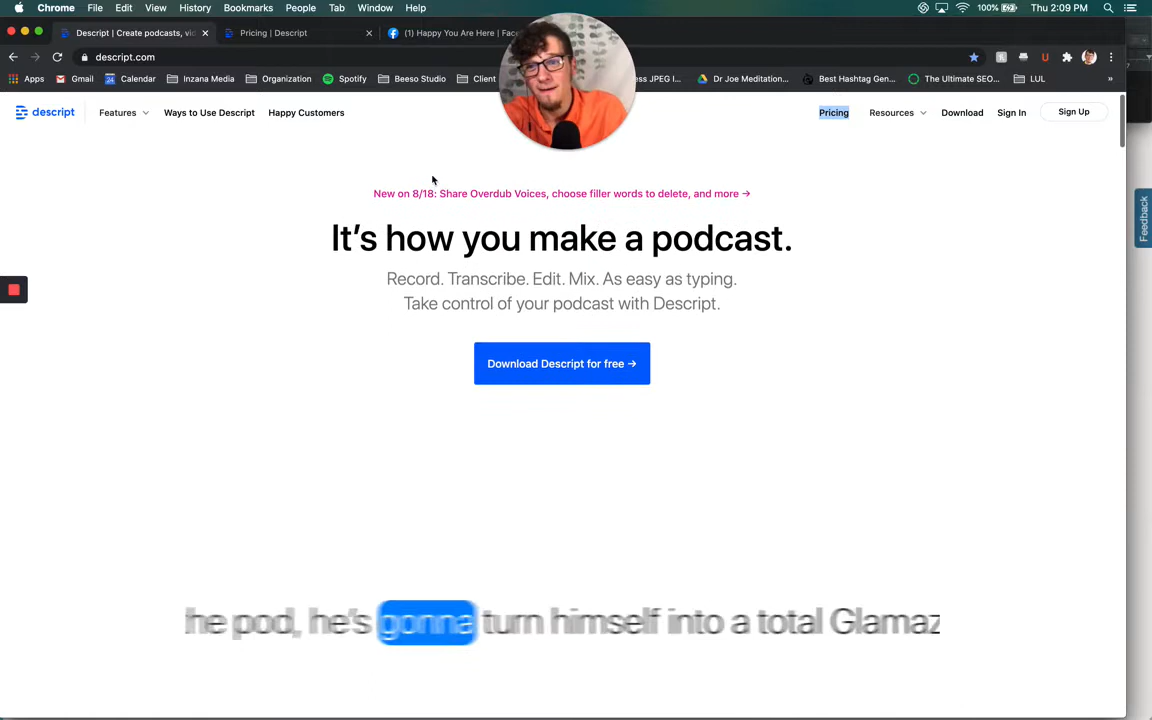 Chrome File Edit View History Bookmarks People Tab Window Help 100% Thu 2:09 PM
Descript | Create podcasts, vid Pricing | Descript (1) Happy You Are Here | Fac
descript.com
Apps Gmail 24 Calendar Inzana Media Organization Spotify Beeso Studio Client ess JPEG I... Dr Joe Meditation... Best Hashtag Gen... The Ultimate SEO... LUL »
descript Features Ways to Use Descript Happy Customers Pricing Resources Download Sign In Sign Up
New on 8/18: Share Overdub Voices, choose filler words to delete, and more →
Feedback
It's how you make a podcast.
Record. Transcribe. Edit. Mix. As easy as typing.
Take control of your podcast with Descript.
Download Descript for free →
he pod, he's gonna turn himself into a total Glamaz